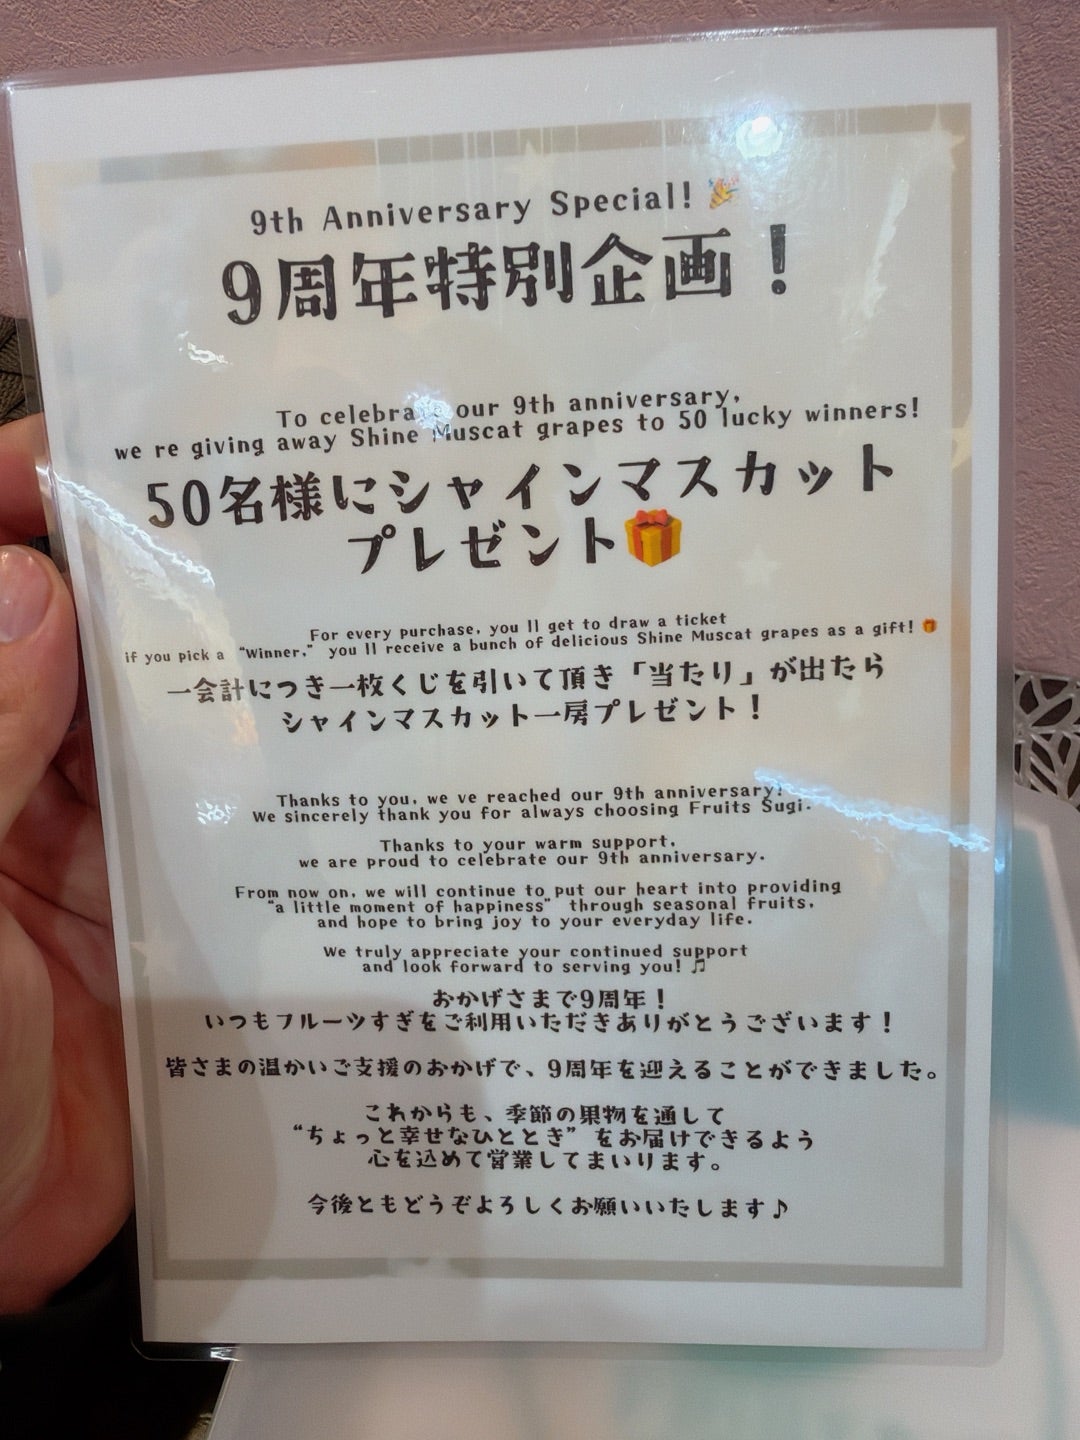 9th Anniversary Special! 🎉
9周年特別企画！
To celebrate our 9th anniversary,
we re giving away Shine Muscat grapes to 50 lucky winners!
50名様にシャインマスカット
プレゼント🎁
For every purchase, you ll get to draw a ticket
if you pick a “Winner,” you ll receive a bunch of delicious Shine Muscat grapes as a gift! 🎁
一会計につき一枚くじを引いて頂き「当たり」が出たら
シャインマスカット一房プレゼント！
Thanks to you, we ve reached our 9th anniversary!
We sincerely thank you for always choosing Fruits Sugi.
Thanks to your warm support,
we are proud to celebrate our 9th anniversary.
From now on, we will continue to put our heart into providing
“a little moment of happiness” through seasonal fruits,
and hope to bring joy to your everyday life.
We truly appreciate your continued support
and look forward to serving you! 🎵
おかげさまで9周年！
いつもフルーツすぎをご利用いただきありがとうございます！
皆さまの温かいご支援のおかげで、9周年を迎えることができました。
これからも、季節の果物を通して
“ちょっと幸せなひととき”をお届けできるよう
心を込めて営業してまいります。
今後ともどうぞよろしくお願いいたします♪